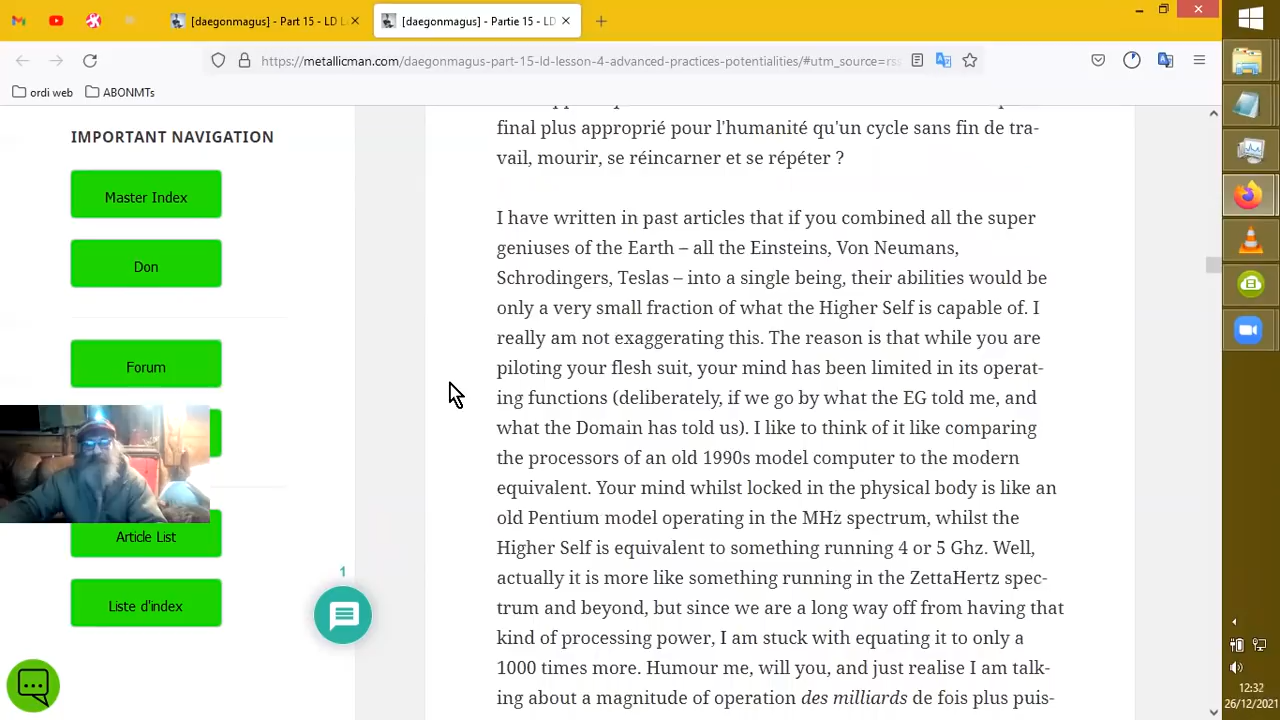 [daegonmagus] - Part 15 - LD L
[daegonmagus] - Partie 15 - LD
https://metallicman.com/daegonmagus-part-15-ld-lesson-4-advanced-practices-potentialities/#utm_source=rss
ordi web
ABONMTs
IMPORTANT NAVIGATION
Master Index
Don
Forum
Article List
Liste d'index
1
final plus approprié pour l'humanité qu'un cycle sans fin de tra-
vail, mourir, se réincarner et se répéter ?
I have written in past articles that if you combined all the super
geniuses of the Earth – all the Einsteins, Von Neumans,
Schrodingers, Teslas – into a single being, their abilities would be
only a very small fraction of what the Higher Self is capable of. I
really am not exaggerating this. The reason is that while you are
piloting your flesh suit, your mind has been limited in its operat-
ing functions (deliberately, if we go by what the EG told me, and
what the Domain has told us). I like to think of it like comparing
the processors of an old 1990s model computer to the modern
equivalent. Your mind whilst locked in the physical body is like an
old Pentium model operating in the MHz spectrum, whilst the
Higher Self is equivalent to something running 4 or 5 Ghz. Well,
actually it is more like something running in the ZettaHertz spec-
trum and beyond, but since we are a long way off from having that
kind of processing power, I am stuck with equating it to only a
1000 times more. Humour me, will you, and just realise I am talk-
ing about a magnitude of operation des milliards de fois plus puis-
12:32
26/12/2021